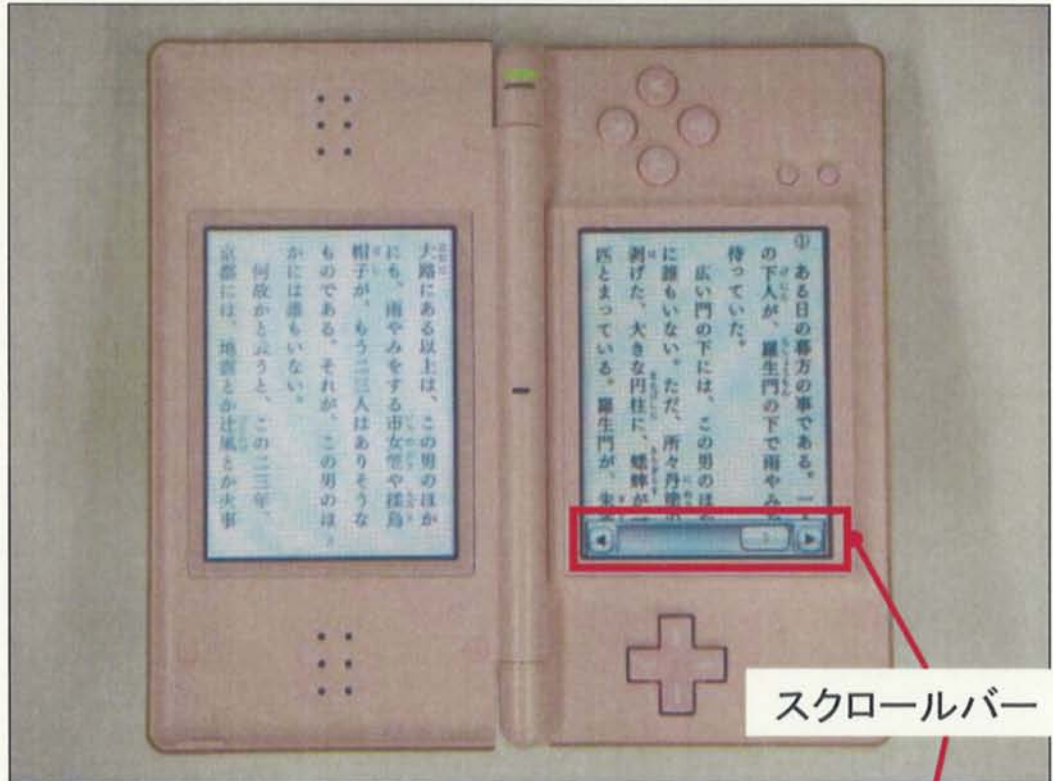 ① ある日の暮方の事である。一
の下人が、羅生門の下で雨やみ
待っていた。
広い門の下には、この男のほ
に誰もいない。ただ、所々丹塗の
剥げた、大きな円柱に、蟋蟀が一
匹とまっている。羅生門が、朱
大路にある以上は、この男のほか
にも、雨やみをする市女笠や揉烏
帽子が、もう二三人はありそうな
ものである。それが、この男のほ
かには誰もいない。
何故かと云うと、この二三年、
京都には、地震とか辻風とか火事
スクロールバー